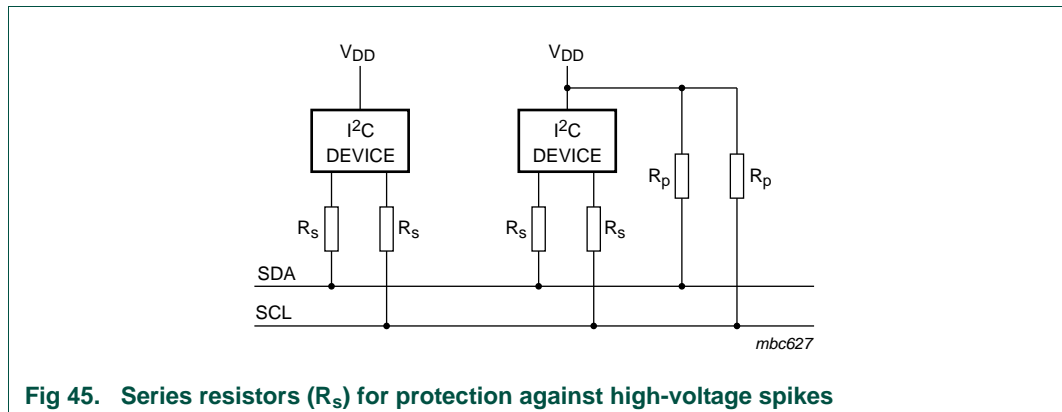 VDD VDD
I2C
DEVICE
I2C
DEVICE
Rs Rs Rs Rs Rp Rp
SDA
SCL
mbc627
Fig 45. Series resistors (Rs) for protection against high-voltage spikes